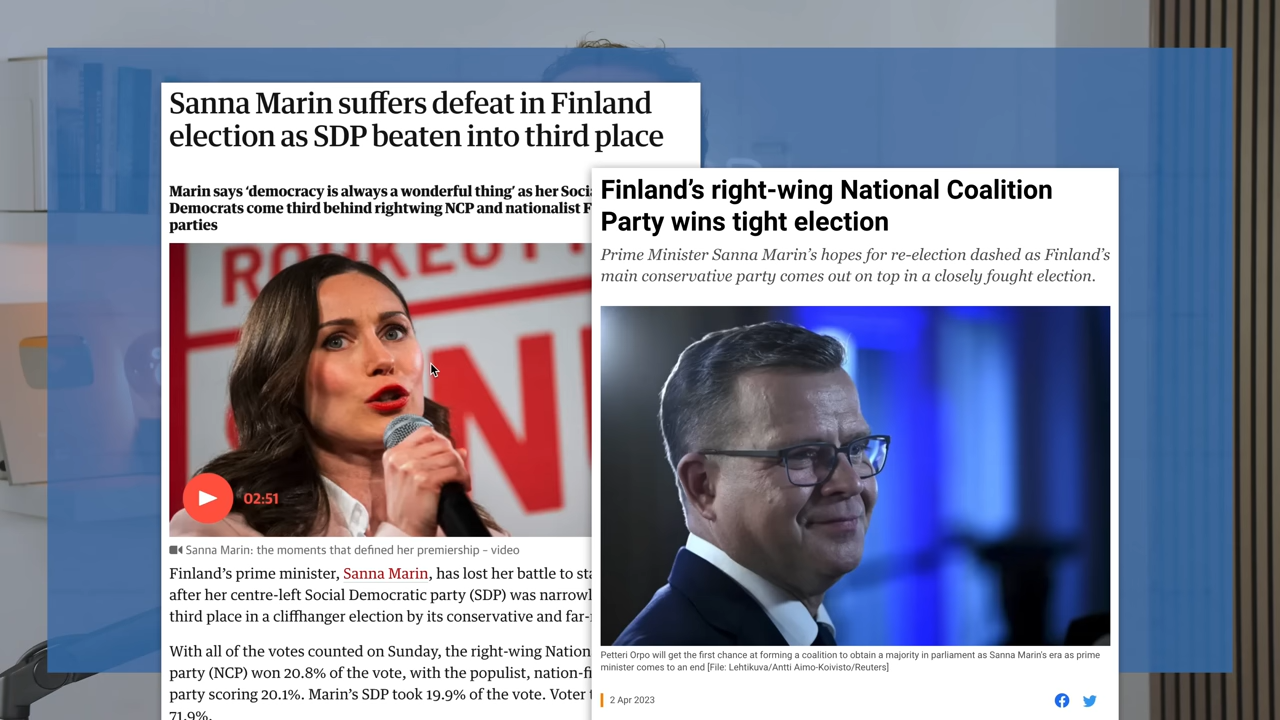 Sanna Marin suffers defeat in Finland
election as SDP beaten into third place
Marin says ‘democracy is always a wonderful thing’ as her
Democrats come third behind rightwing NCP and nationalist
parties
02:51
Sanna Marin: the moments that defined her premiership – video
Finland’s prime minister, Sanna Marin, has lost her battle to
after her centre-left Social Democratic party (SDP) was
third place in a cliffhanger election by its conservative and
With all of the votes counted on Sunday, the right-wing
party (NCP) won 20.8% of the vote, with the populist,
party scoring 20.1%. Marin’s SDP took 19.9% of the vote. Voter
71.9%.
Finland’s right-wing National Coalition
Party wins tight election
Prime Minister Sanna Marin’s hopes for re-election dashed as Finland’s
main conservative party comes out on top in a closely fought election.
Petteri Orpo will get the first chance at forming a coalition to obtain a majority in parliament as Sanna Marin's era as prime
minister comes to an end [File: Lehtikuva/Antti Aimo-Koivisto/Reuters]
2 Apr 2023